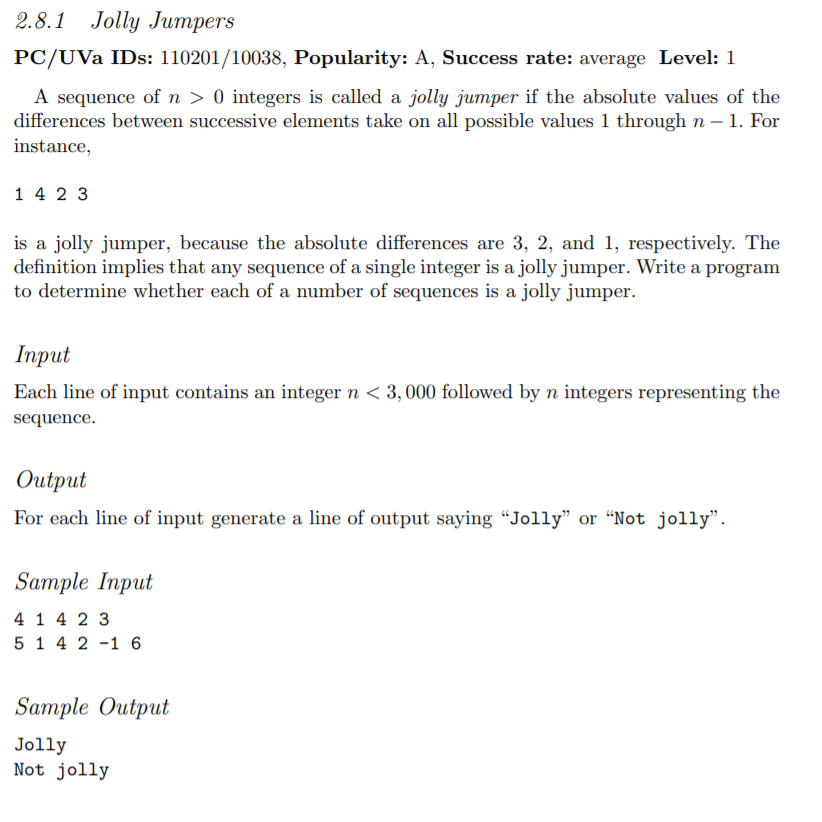 2.8.1 Jolly Jumpers
PC/UVa IDs: 110201/10038, Popularity: A, Success rate: average Level: 1
A sequence of n > 0 integers is called a jolly jumper if the absolute values of the
differences between successive elements take on all possible values 1 through n − 1. For
instance,
1 4 2 3
is a jolly jumper, because the absolute differences are 3, 2, and 1, respectively. The
definition implies that any sequence of a single integer is a jolly jumper. Write a program
to determine whether each of a number of sequences is a jolly jumper.
Input
Each line of input contains an integer n < 3,000 followed by n integers representing the
sequence.
Output
For each line of input generate a line of output saying “Jolly” or “Not jolly”.
Sample Input
4 1 4 2 3
5 1 4 2 -1 6
Sample Output
Jolly
Not jolly